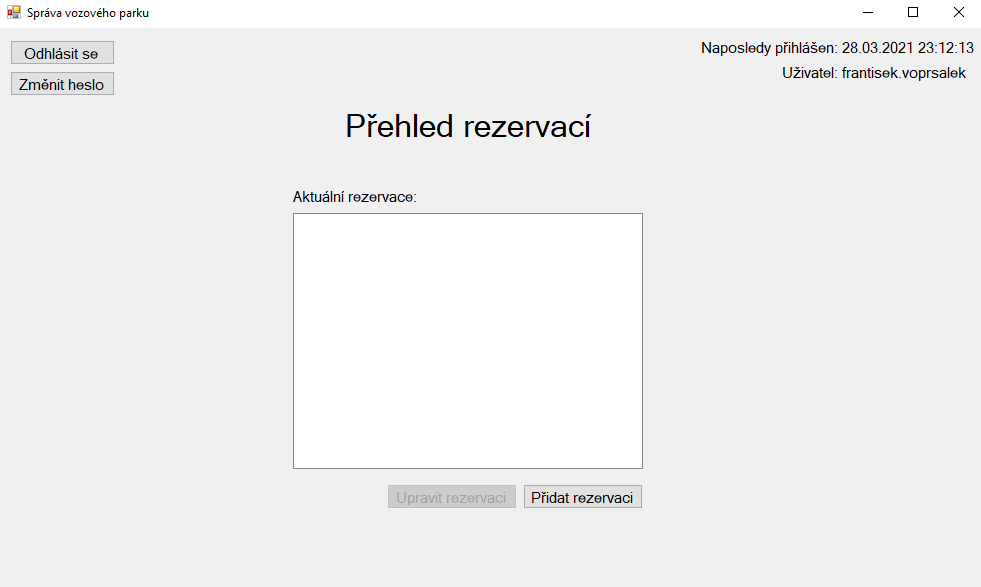 Správa vozového parku
Odhlásit se
Změnit heslo
Naposledy přihlášen: 28.03.2021 23:12:13
Uživatel: frantisek.voprsalek
Přehled rezervací
Aktuální rezervace:
Upravit rezervaci
Přidat rezervaci